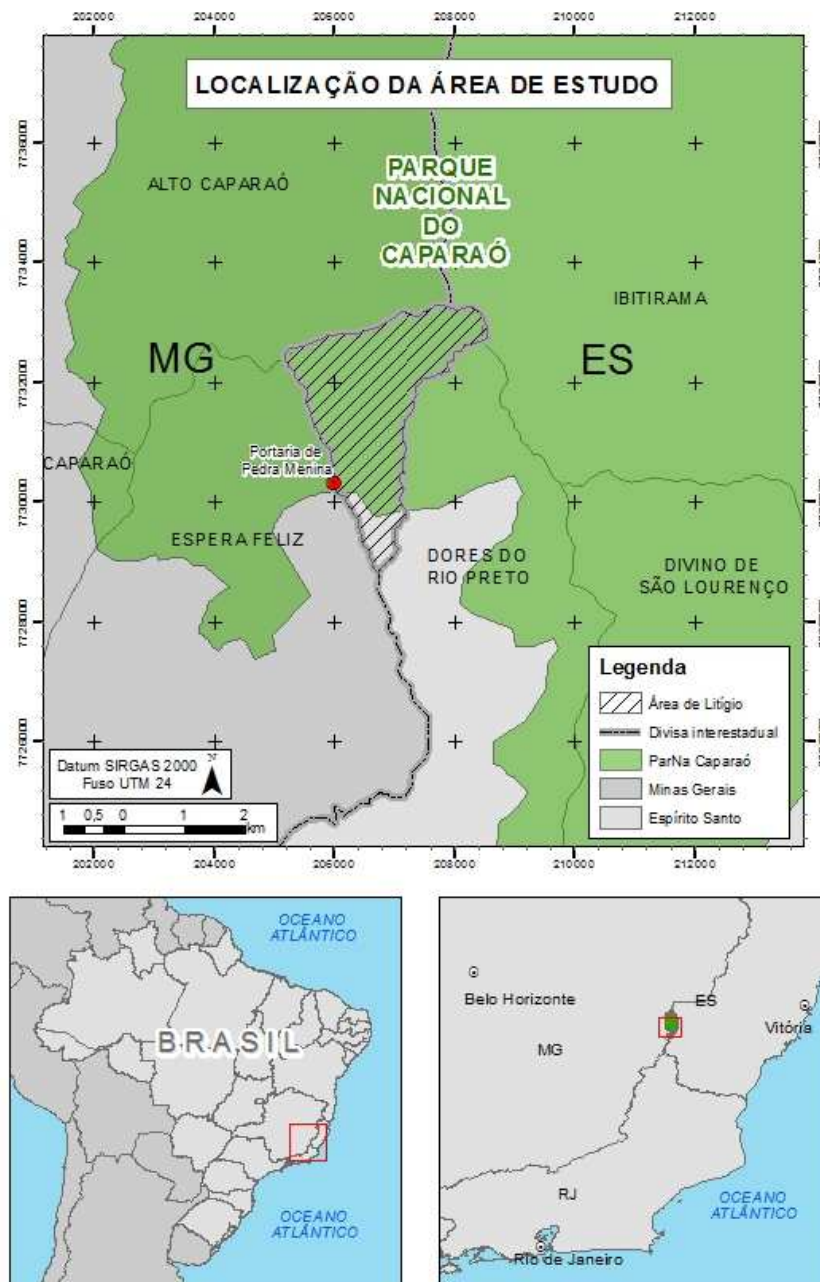 202000 204000 206000 208000 210000 212000
LOCALIZAÇÃO DA ÁREA DE ESTUDO
7736000
PARQUE
NACIONAL
DO
CAPARAÓ
ALTO CAPARAÓ
7734000
IBITIRAMA
MG
ES
7732000
Portaria de
Pedra Menina
CAPARAÓ
7730000
ESPERA FELIZ
DORES DO
RIO PRETO
DIVINO DE
SÃO LOURENÇO
7728000
Legenda
Área de Litígio
Divisa interestadual
ParNa Caparaó
Minas Gerais
Espírito Santo
7726000
Datum SIRGAS 2000
Fuso UTM 24
N
1 0,5 0 1 2
km
202000 204000 206000 208000 210000 212000
OCEANO
ATLÂNTICO
BRASIL
OCEANO
ATLÂNTICO
Belo Horizonte
ES
Vitória
MG
RJ
OCEANO
ATLÂNTICO
Rio de Janeiro